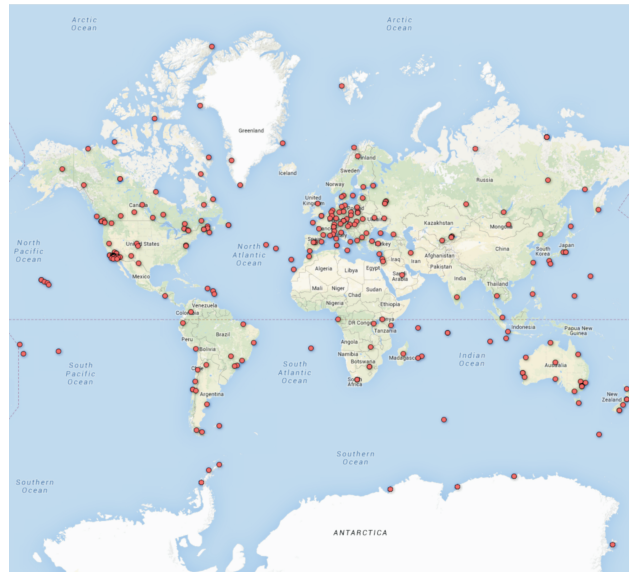 Arctic
Ocean
Arctic
Ocean
Greenland
Iceland
Finland
Sweden
Norway
Russia
United
Kingdom
Canada
Kazakhstan
Mongolia
North
Pacific
Ocean
United States
North
Atlantic
Ocean
Turkey
Afghanistan
China
South
Korea
Japan
Iraq
Iran
Pakistan
Algeria
Libya
Egypt
Saudi
Arabia
India
Mexico
Mali
Niger
Chad
Sudan
Thailand
Nigeria
Ethiopia
Venezuela
Colombia
DR Congo
Kenya
Tanzania
Indonesia
Papua New
Guinea
Brazil
Peru
Bolivia
Angola
Namibia
Botswana
Madagascar
Indian
Ocean
South
Pacific
Ocean
South
Atlantic
Ocean
Australia
Chile
Argentina
South
Africa
New
Zealand
Southern
Ocean
Southern
Ocean
ANTARCTICA